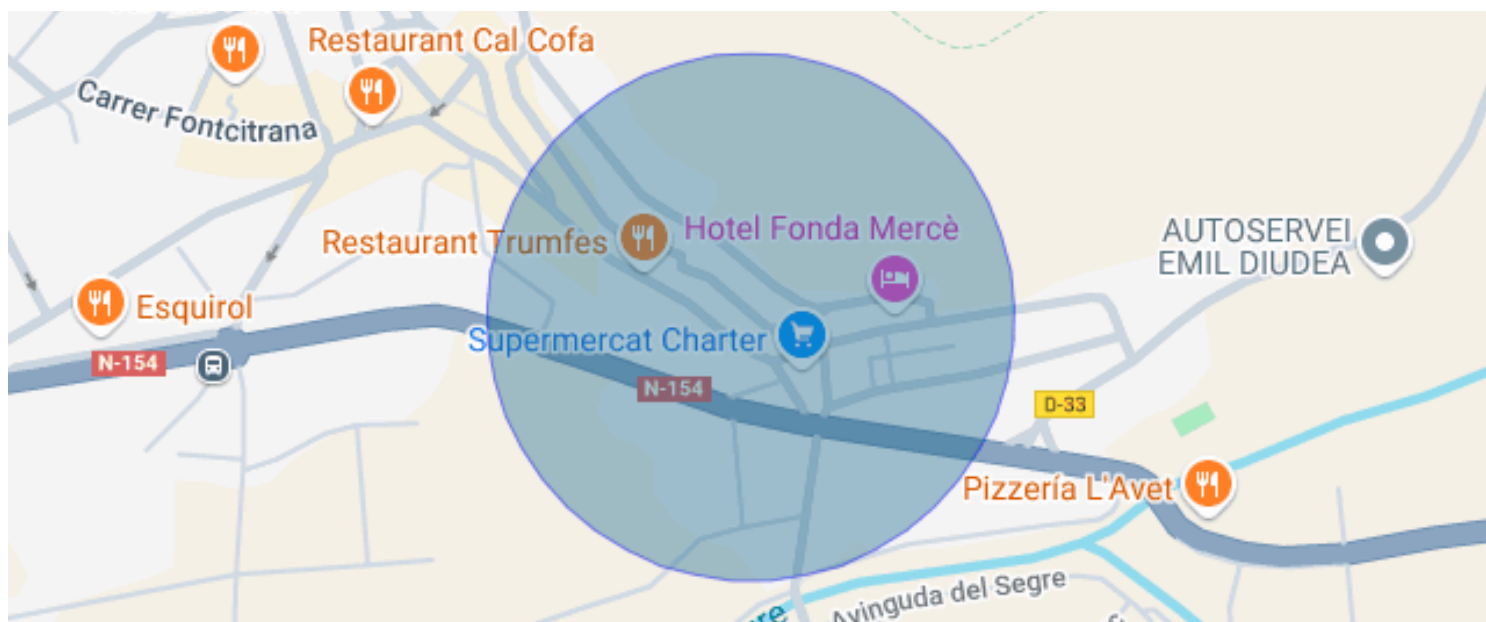 Restaurant Cal Cofa
Carrer Fontcitrana
Restaurant Trumfes
Hotel Fonda Mercè
AUTOSERVEI
EMIL DIUDEA
Esquirol
Supermercat Charter
N-154
N-154
D-33
Pizzería L'Avet
Avinguda del Segre